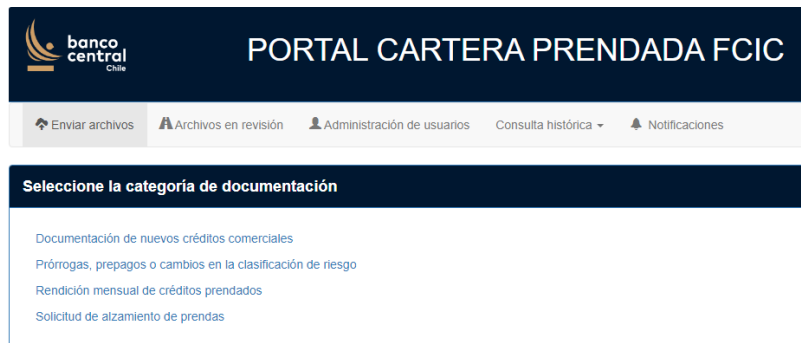 banco
central
Chile
PORTAL CARTERA PRENDADA FCIC
Enviar archivos Archivos en revisión Administración de usuarios Consulta histórica Notificaciones
Seleccione la categoría de documentación
Documentación de nuevos créditos comerciales
Prórrogas, prepagos o cambios en la clasificación de riesgo
Rendición mensual de créditos prendados
Solicitud de alzamiento de prendas